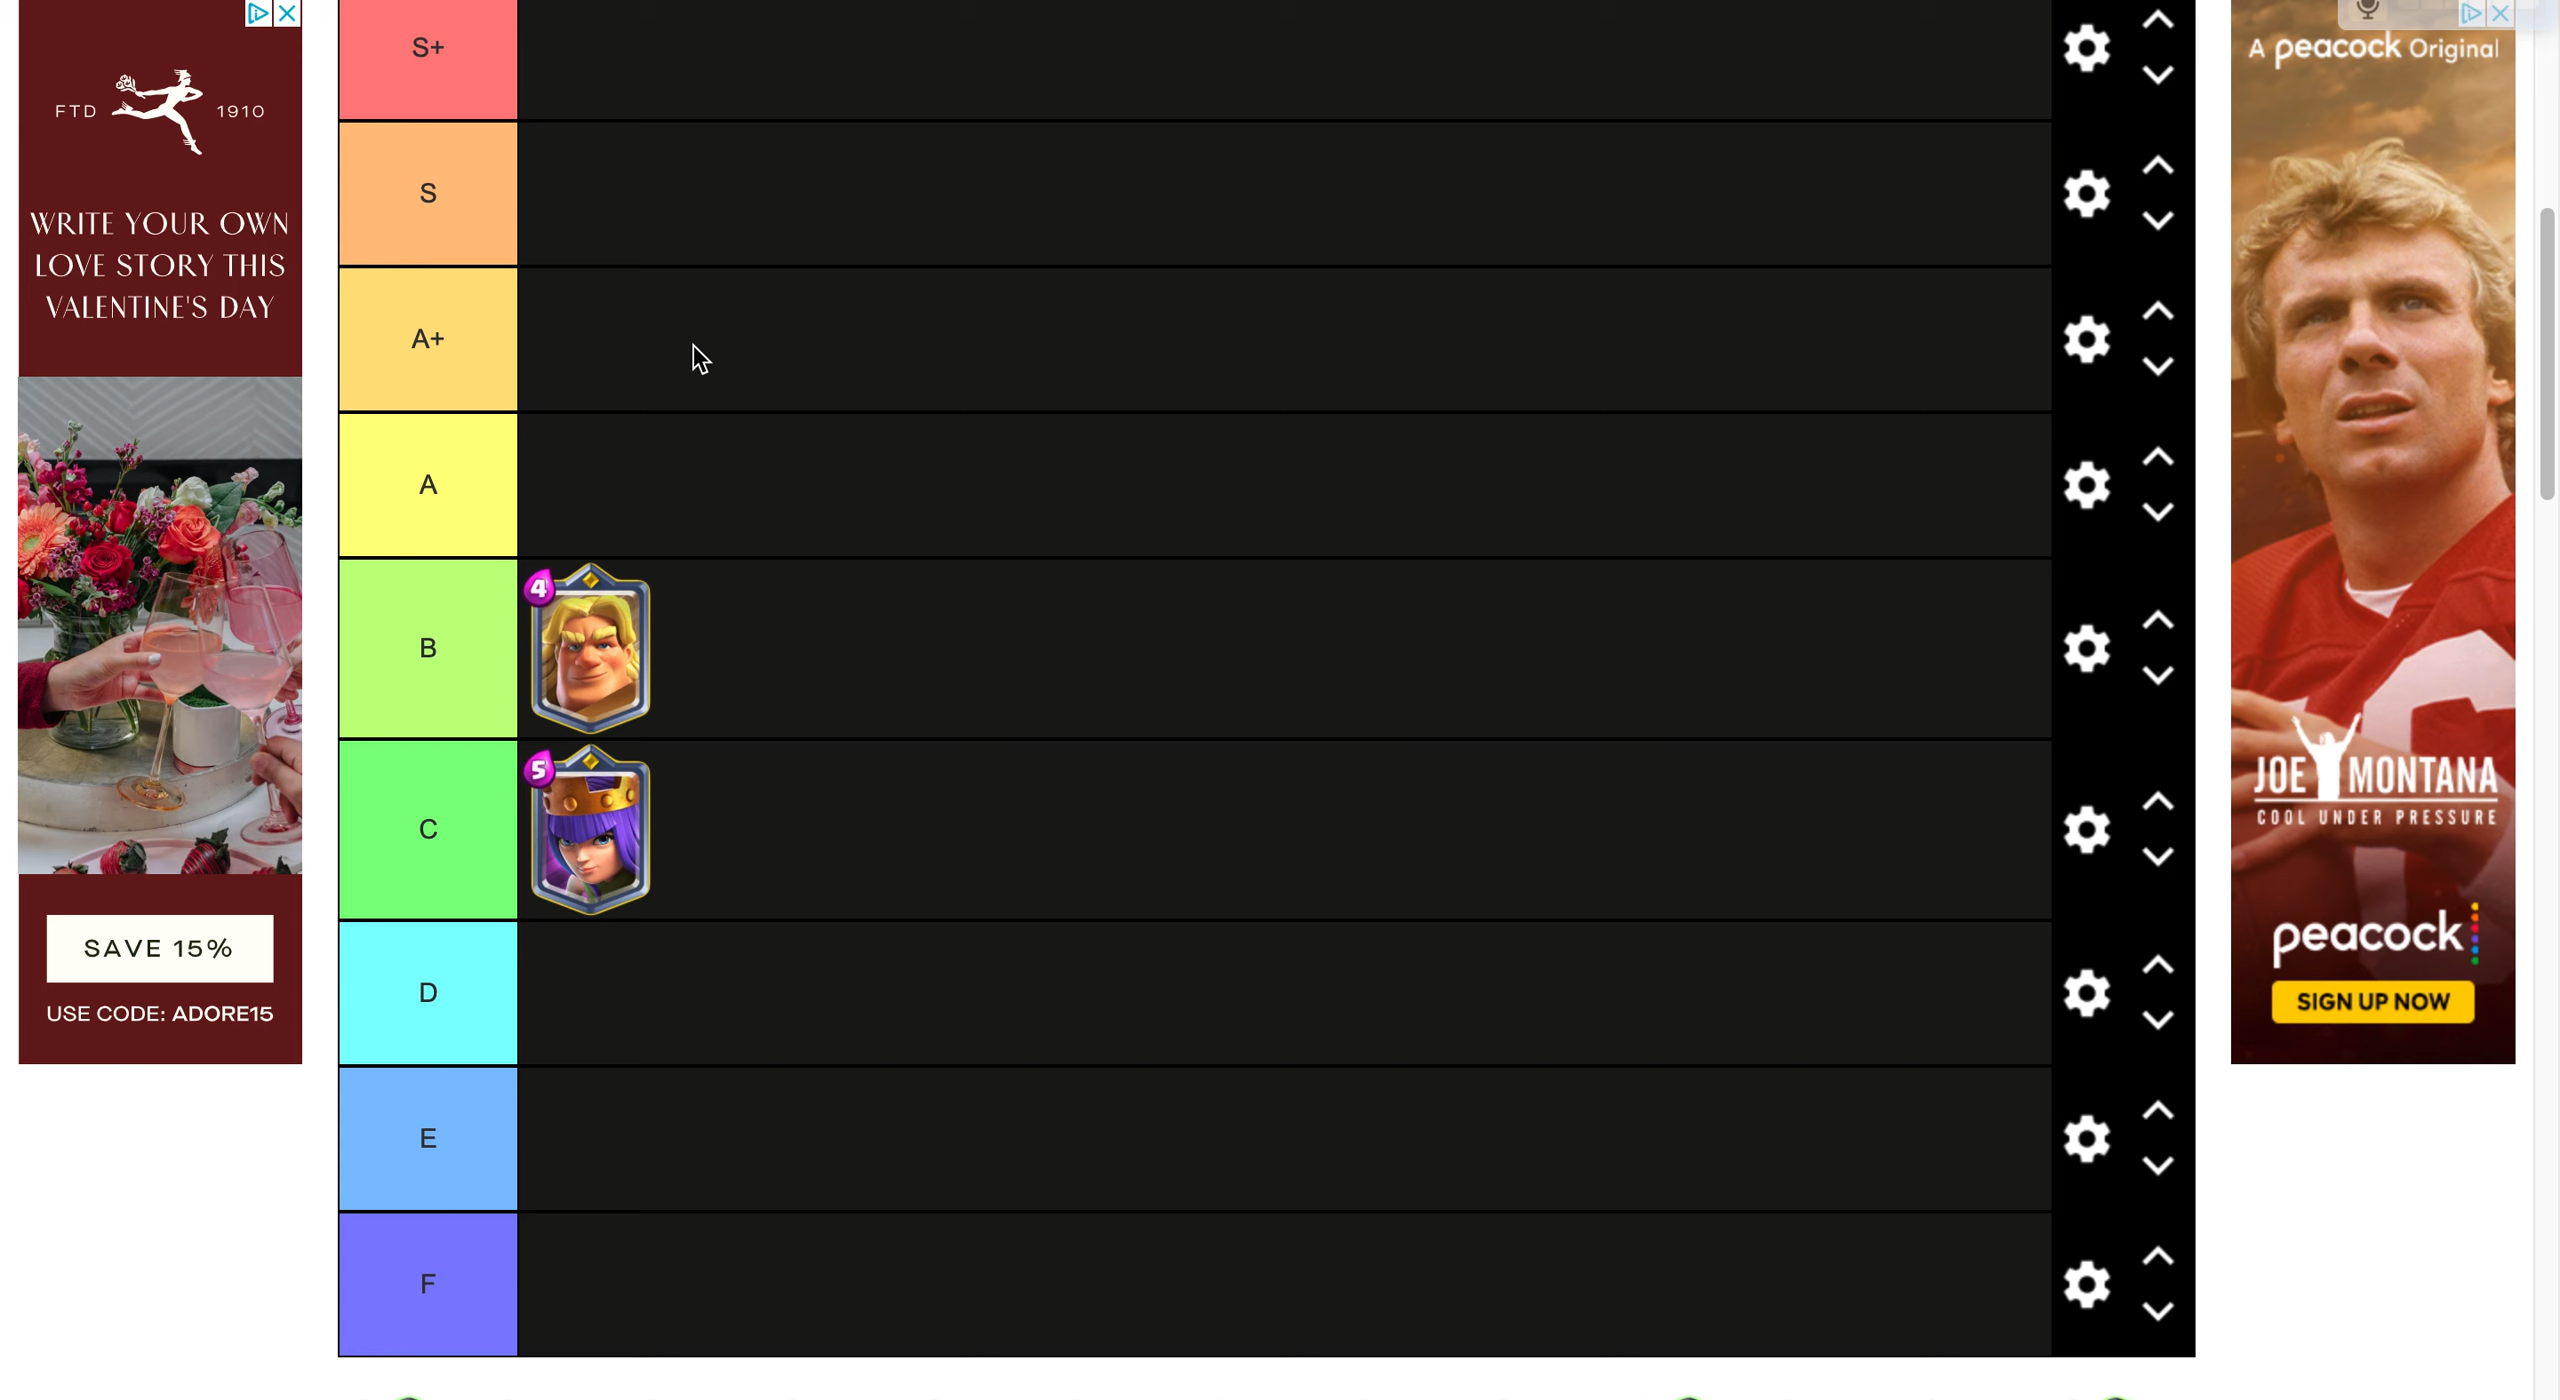 FTD 1910
WRITE YOUR OWN
LOVE STORY THIS
VALENTINE'S DAY
SAVE 15%
USE CODE: ADORE15
S+
S
A+
A
B
4
C
5
D
E
F
A peacock Original
JOE MONTANA
COOL UNDER PRESSURE
peacock
SIGN UP NOW